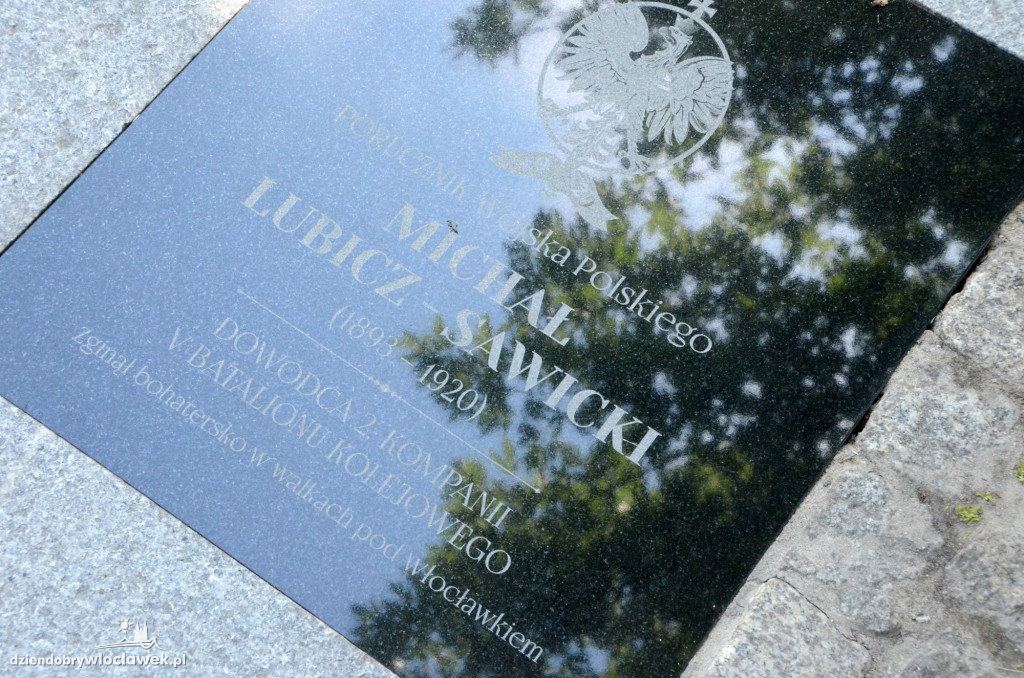 PORUCZNIK Wojska Polskiego
MICHAŁ
LUBICZ – SAWICKI
(1893 – 1920)
DOWÓDCA 2. KOMPANII
V BATALIONU KOLEJOWEGO
Zginął bohatersko w walkach pod Włocławkiem
dziendobrywloclawek.pl